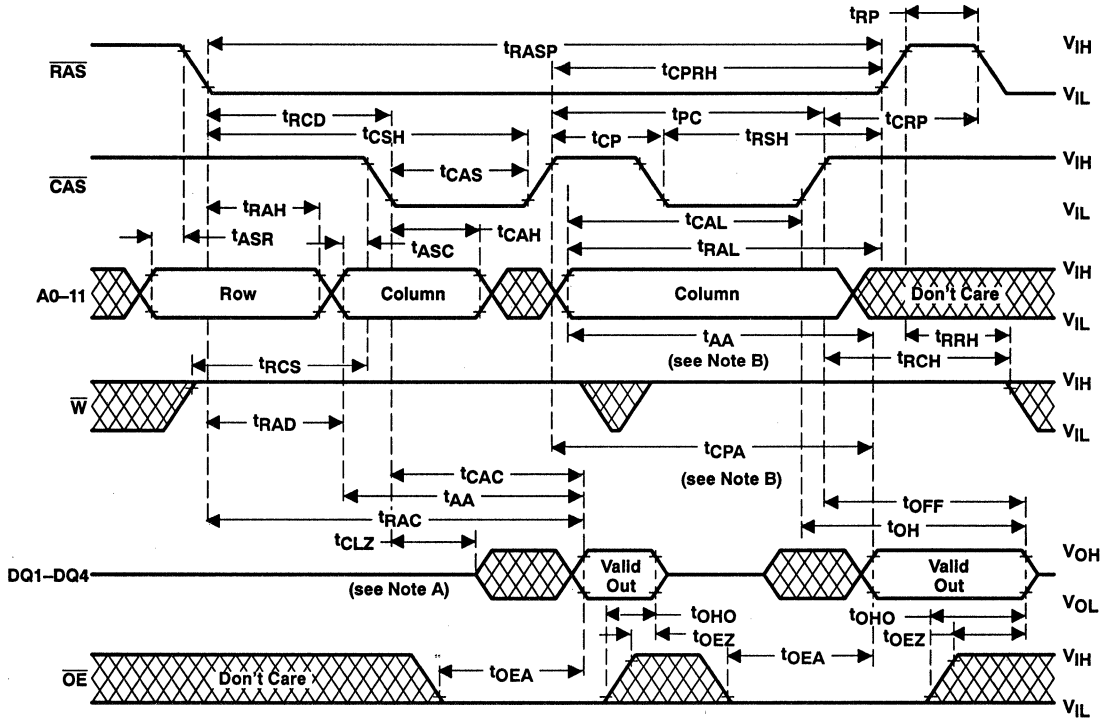 tRP
tRASP
VIH
RAS
tCPRH
VIL
tRCD
tPC
tCRP
tCSH
tCP
tRSH
VIH
CAS
tCAS
VIL
tRAH
tCAL
tASR
tASC
tCAH
tRAL
VIH
A0–11
Row
Column
Column
Don't Care
VIL
tAA
tRRH
(see Note B)
tRCS
tRCH
VIH
W
tRAD
VIL
tCPA
(see Note B)
tCAC
tAA
tOFF
tRAC
tOH
tCLZ
VOH
DQ1–DQ4
(see Note A)
Valid
Out
Valid
Out
VOL
tOHO
tOHO
tOEZ
tOEZ
tOEA
tOEA
VIH
OE
Don't Care
VIL